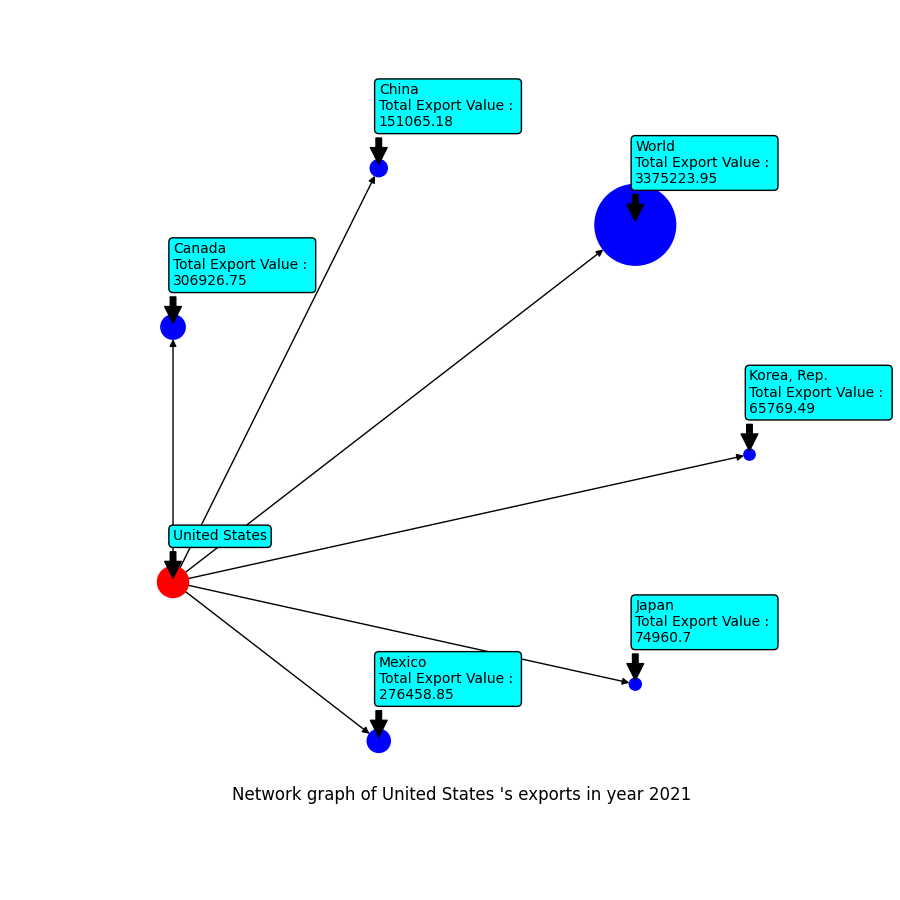 China
Total Export Value :
151065.18
World
Total Export Value :
3375223.95
Canada
Total Export Value :
306926.75
Korea, Rep.
Total Export Value :
65769.49
United States
Japan
Total Export Value :
74960.7
Mexico
Total Export Value :
276458.85
Network graph of United States 's exports in year 2021